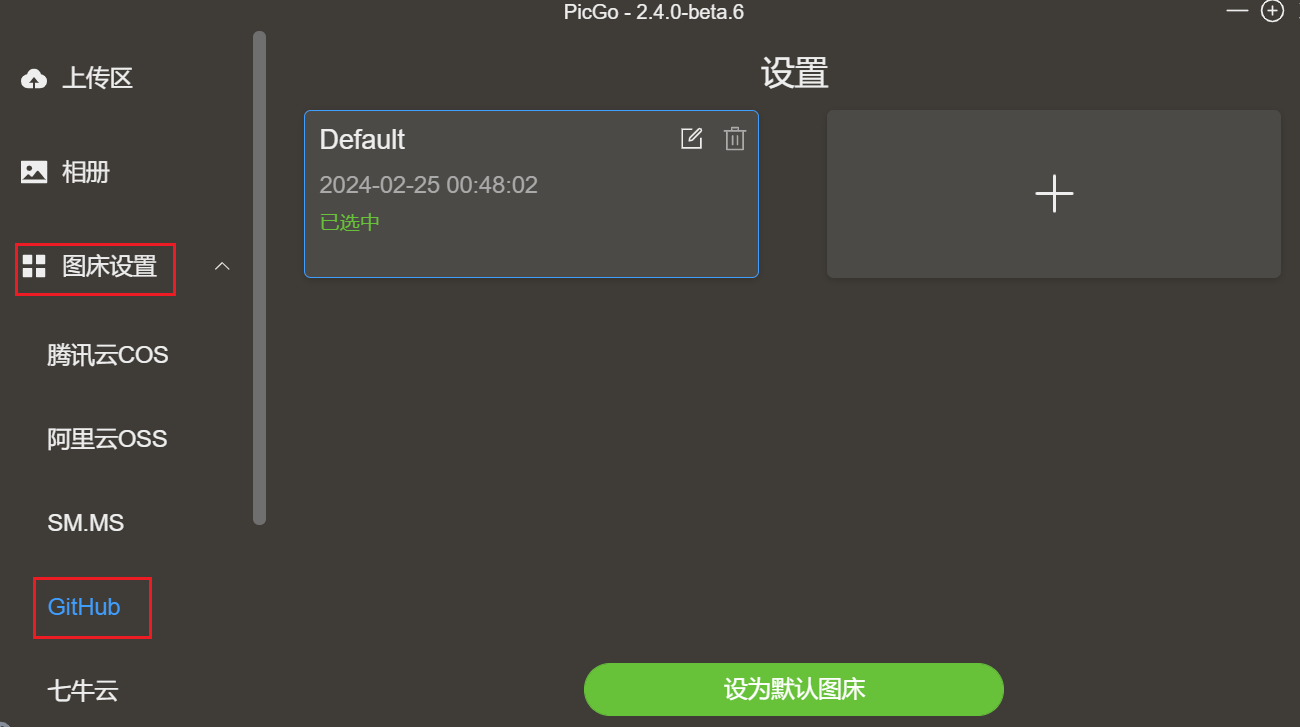 PicGo - 2.4.0-beta.6
上传区
相册
图床设置
腾讯云COS
阿里云OSS
SM.MS
GitHub
七牛云
设置
Default
2024-02-25 00:48:02
已选中
设为默认图床